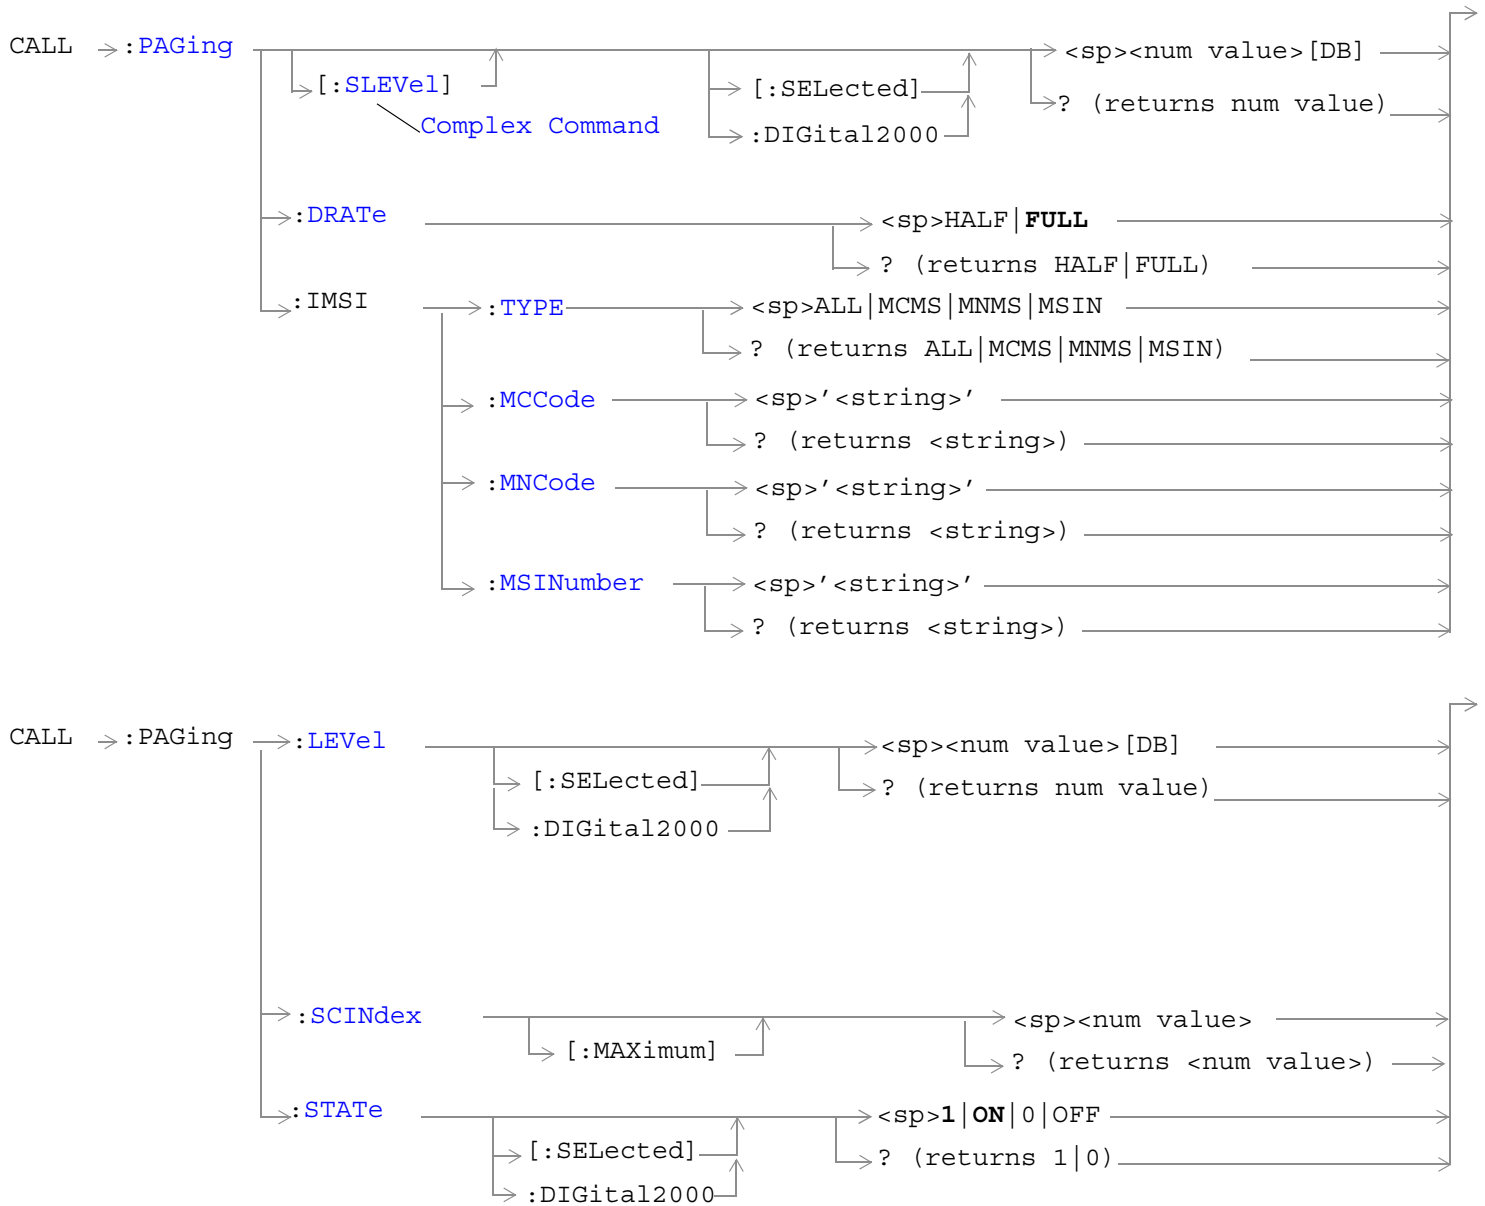 CALL :PAGing <sp><num value>[DB]
[:SLEVel] [:SELected] ? (returns num value)
Complex Command :DIGital2000
:DRATe <sp>HALF|FULL
? (returns HALF|FULL)
:IMSI :TYPE <sp>ALL|MCMS|MNMS|MSIN
? (returns ALL|MCMS|MNMS|MSIN)
:MCCode <sp>′<string>′
? (returns <string>)
:MNCode <sp>′<string>′
? (returns <string>)
:MSINumber <sp>′<string>′
? (returns <string>)
CALL :PAGing :LEVel <sp><num value>[DB]
[:SELected] ? (returns num value)
:DIGital2000
:SCINdex <sp><num value>
[:MAXimum] ? (returns <num value>)
:STATe <sp>1|ON|0|OFF
[:SELected] ? (returns 1|0)
:DIGital2000